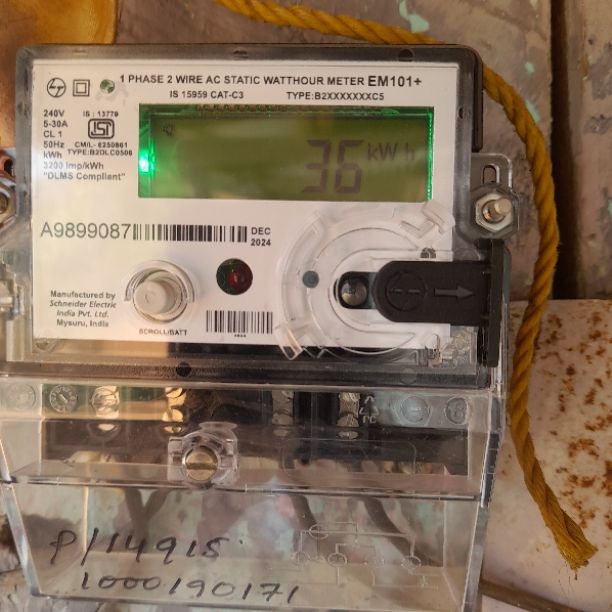 1 PHASE 2 WIRE AC STATIC WATTHOUR METER EM101+
IS 15959 CAT-C3 TYPE:B2XXXXXXXC5
240V
5-30A
CL 1
50Hz
kWh
3200 imp/kWh
"DLMS Compliant"
IS : 13779
ISI
CM/L- 6250861
TYPE:B2DLC0506
36 kWh
A9899087
DEC
2024
Manufactured by
Schneider Electric
India Pvt. Ltd.
Mysuru, India
SCROLL/BATT
P/14915
1000190171